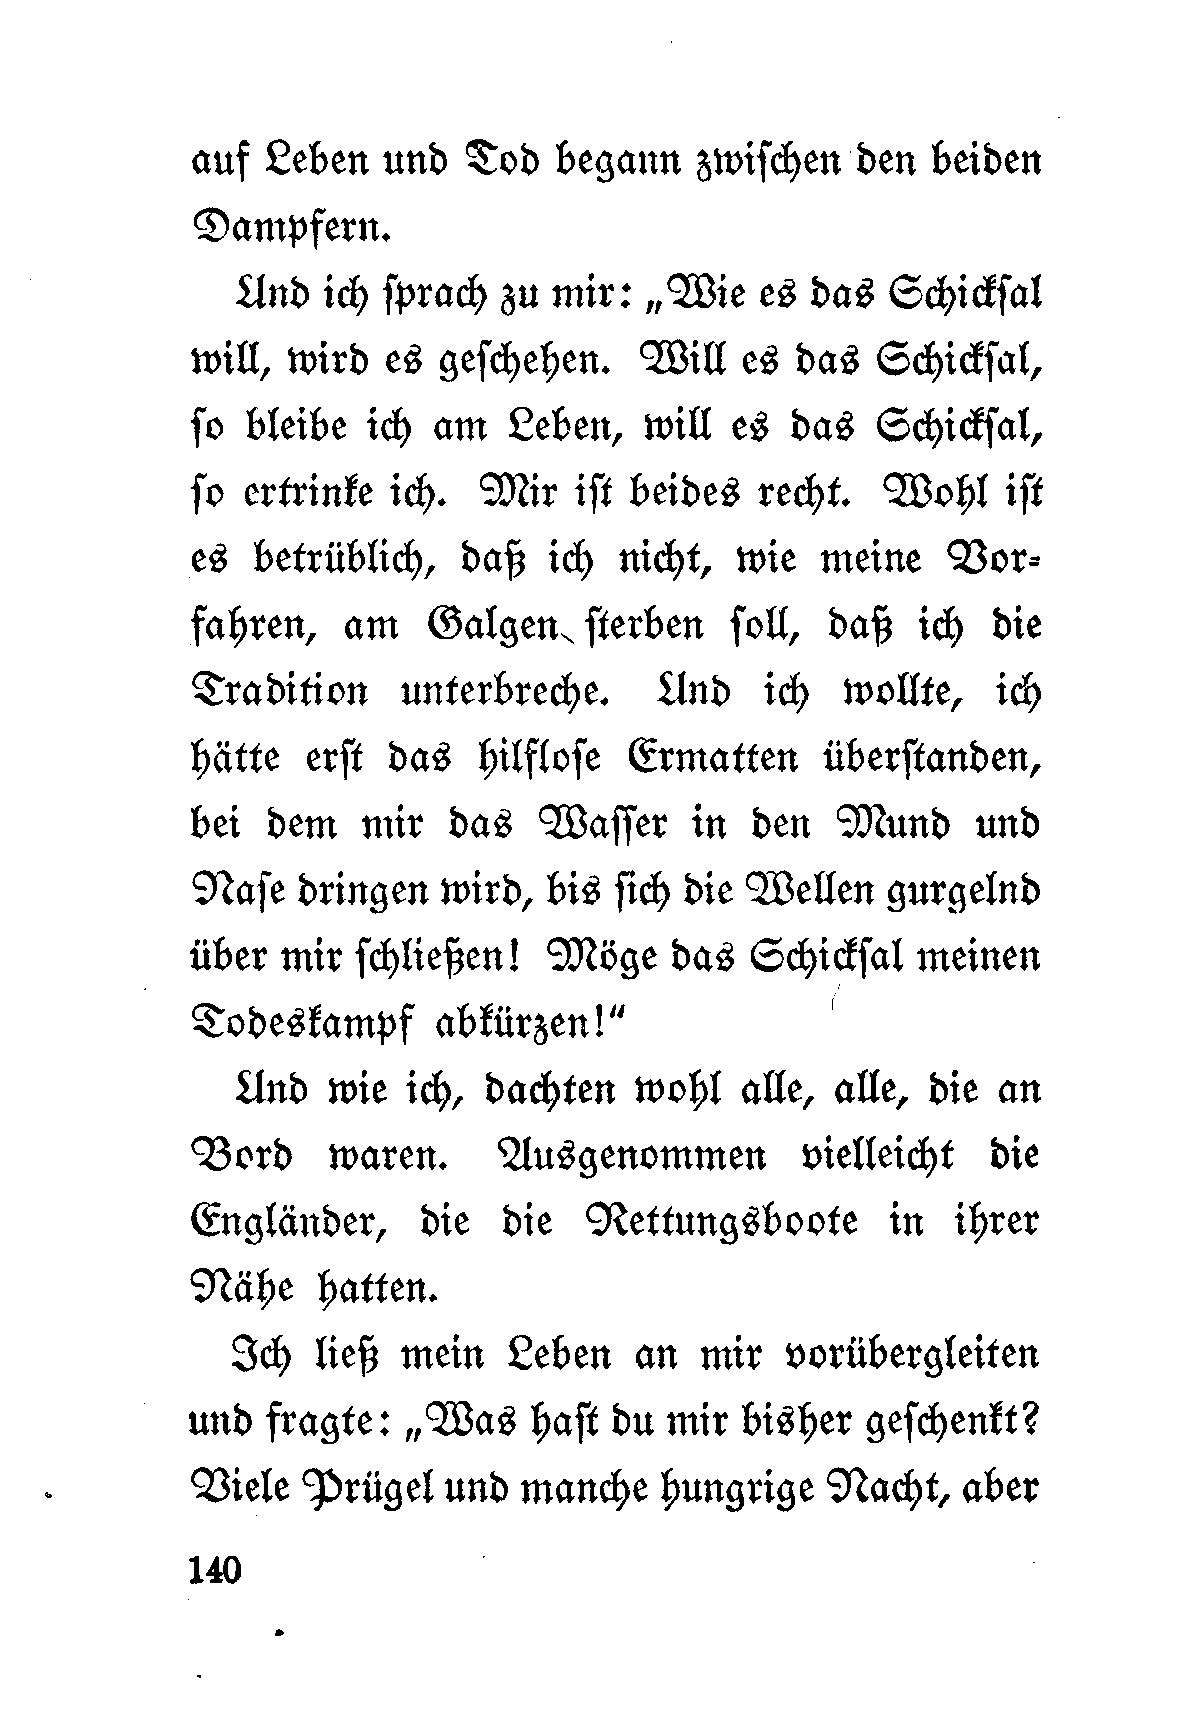 auf Leben und Tod begann zwischen den beiden
Dampfern.
Und ich sprach zu mir: „Wie es das Schicksal
will, wird es geschehen. Will es das Schicksal,
so bleibe ich am Leben, will es das Schicksal,
so ertrinke ich. Mir ist beides recht. Wohl ist
es betrüblich, daß ich nicht, wie meine Vor-
fahren, am Galgen sterben soll, daß ich die
Tradition unterbreche. Und ich wollte, ich
hätte erst das hilflose Ermatten überstanden,
bei dem mir das Wasser in den Mund und
Nase dringen wird, bis sich die Wellen gurgelnd
über mir schließen! Möge das Schicksal meinen
Todeskampf abkürzen!“
Und wie ich, dachten wohl alle, alle, die an
Bord waren. Ausgenommen vielleicht die
Engländer, die die Rettungsboote in ihrer
Nähe hatten.
Ich ließ mein Leben an mir vorübergleiten
und fragte: „Was hast du mir bisher geschenkt?
Viele Prügel und manche hungrige Nacht, aber
140